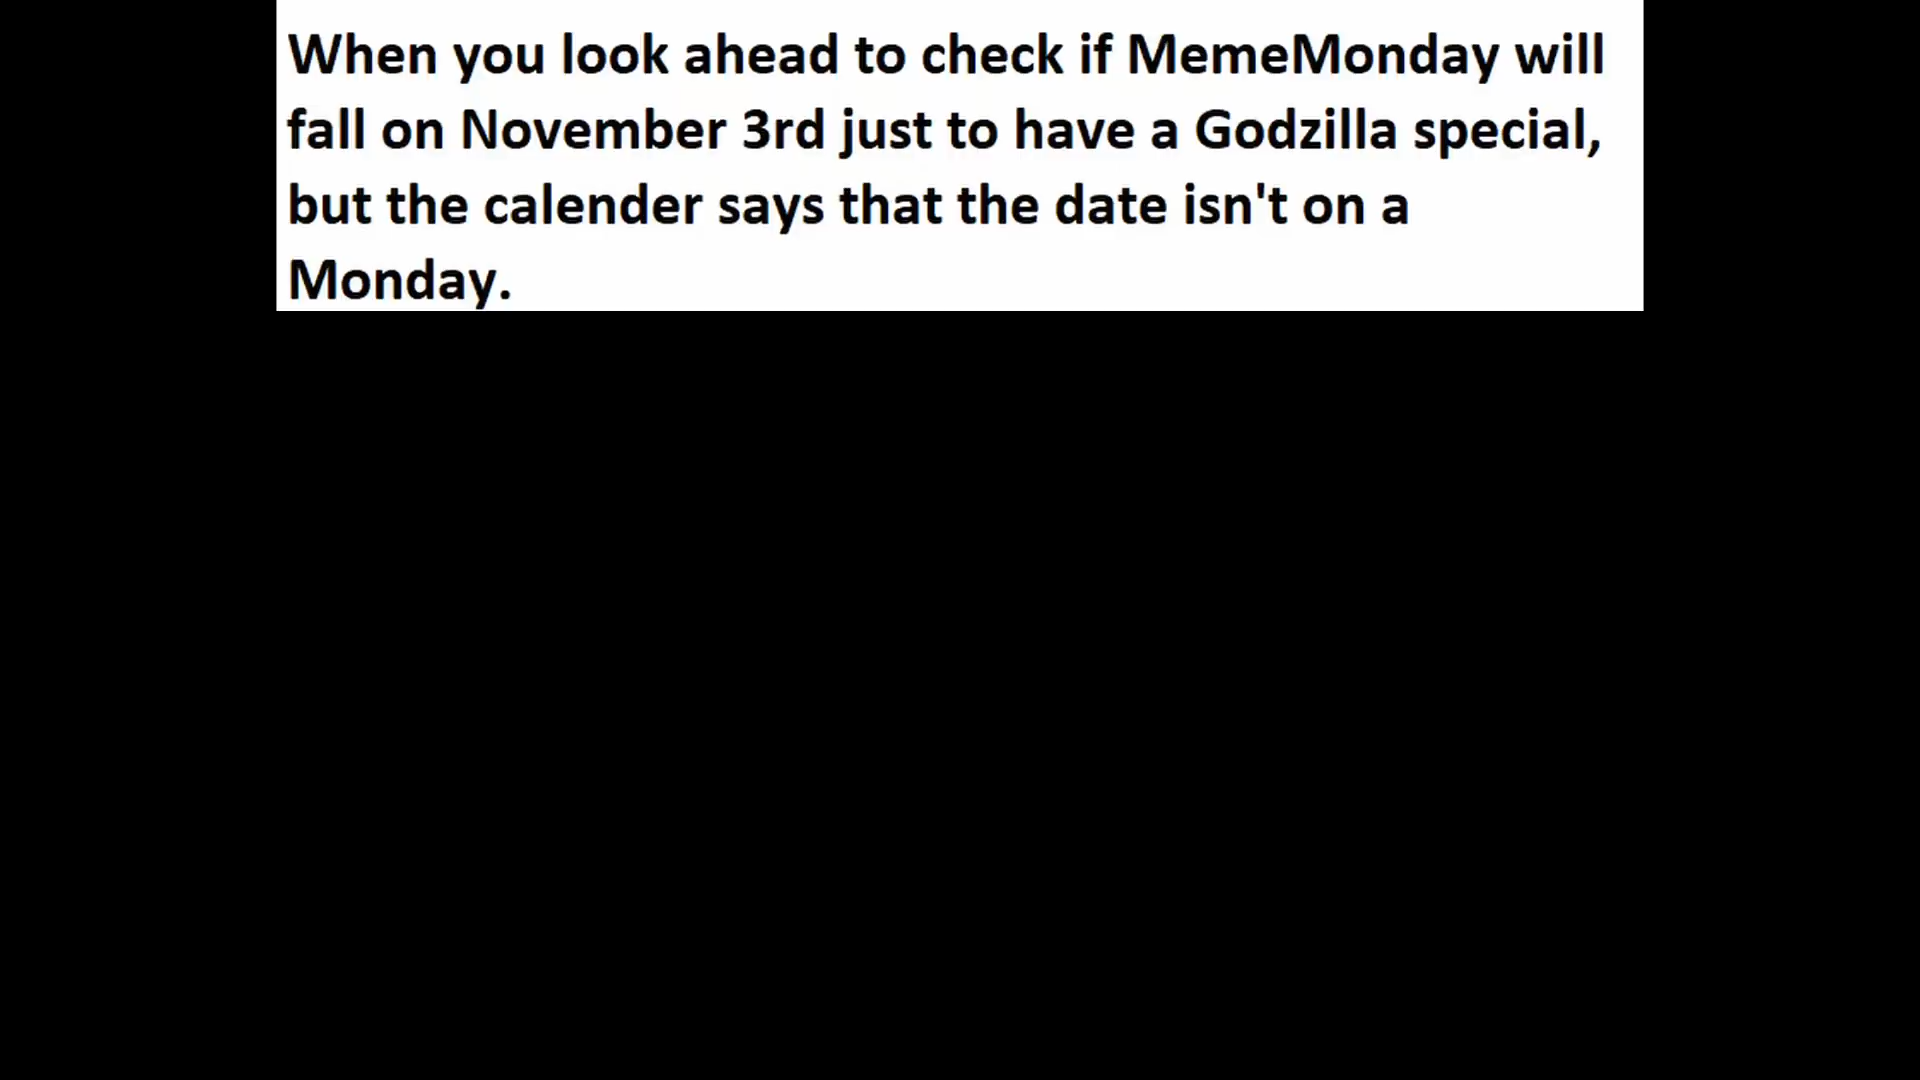 When you look ahead to check if MemeMonday will
fall on November 3rd just to have a Godzilla special,
but the calender says that the date isn't on a
Monday.